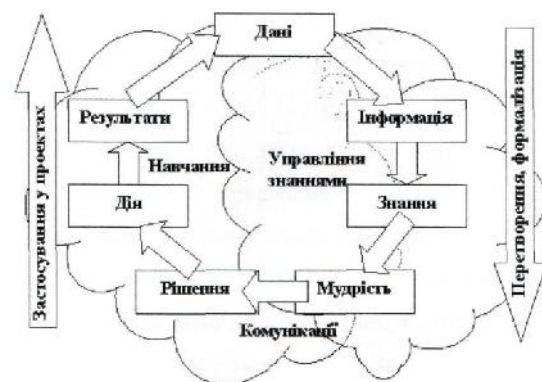 Дані
Результати
Інформація
Навчання
Управління
знаннями
Дія
Знання
Рішення
Мудрість
Комунікації
Застосування у проектах
Перетворення, формалізація